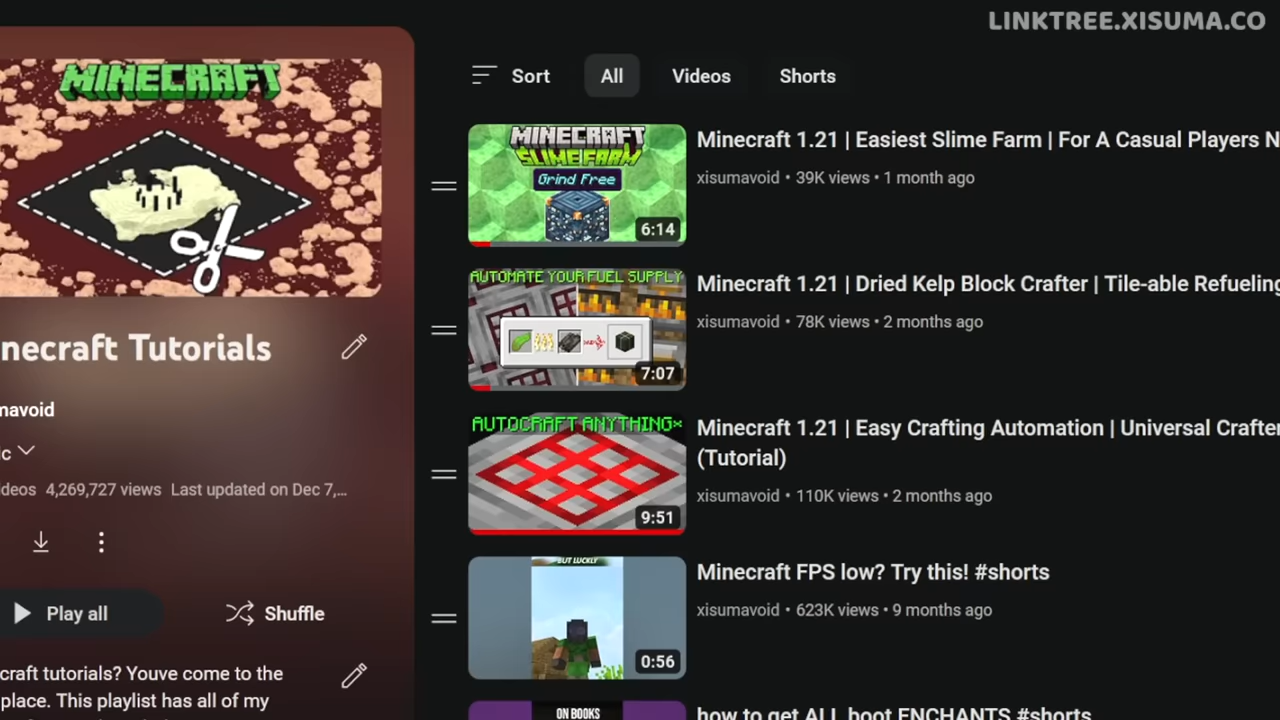 LINKTREE.XISUMA.CO
MINECRAFT
necraft Tutorials
mavoid
ic
ideos 4,269,727 views Last updated on Dec 7,...
Play all
Shuffle
craft tutorials? Youve come to the
place. This playlist has all of my
Sort
All
Videos
Shorts
MINECRAFT
SLIME FARM
Grind Free
6:14
Minecraft 1.21 | Easiest Slime Farm | For A Casual Players N
xisumavoid • 39K views • 1 month ago
AUTOMATE YOUR FUEL SUPPLY
7:07
Minecraft 1.21 | Dried Kelp Block Crafter | Tile-able Refueling
xisumavoid • 78K views • 2 months ago
AUTOCRAFT ANYTHING*
9:51
Minecraft 1.21 | Easy Crafting Automation | Universal Crafter
(Tutorial)
xisumavoid • 110K views • 2 months ago
BUT LUCKLY
0:56
Minecraft FPS low? Try this! #shorts
xisumavoid • 623K views • 9 months ago
ON BOOKS
how to get ALL boot ENCHANTS #shorts